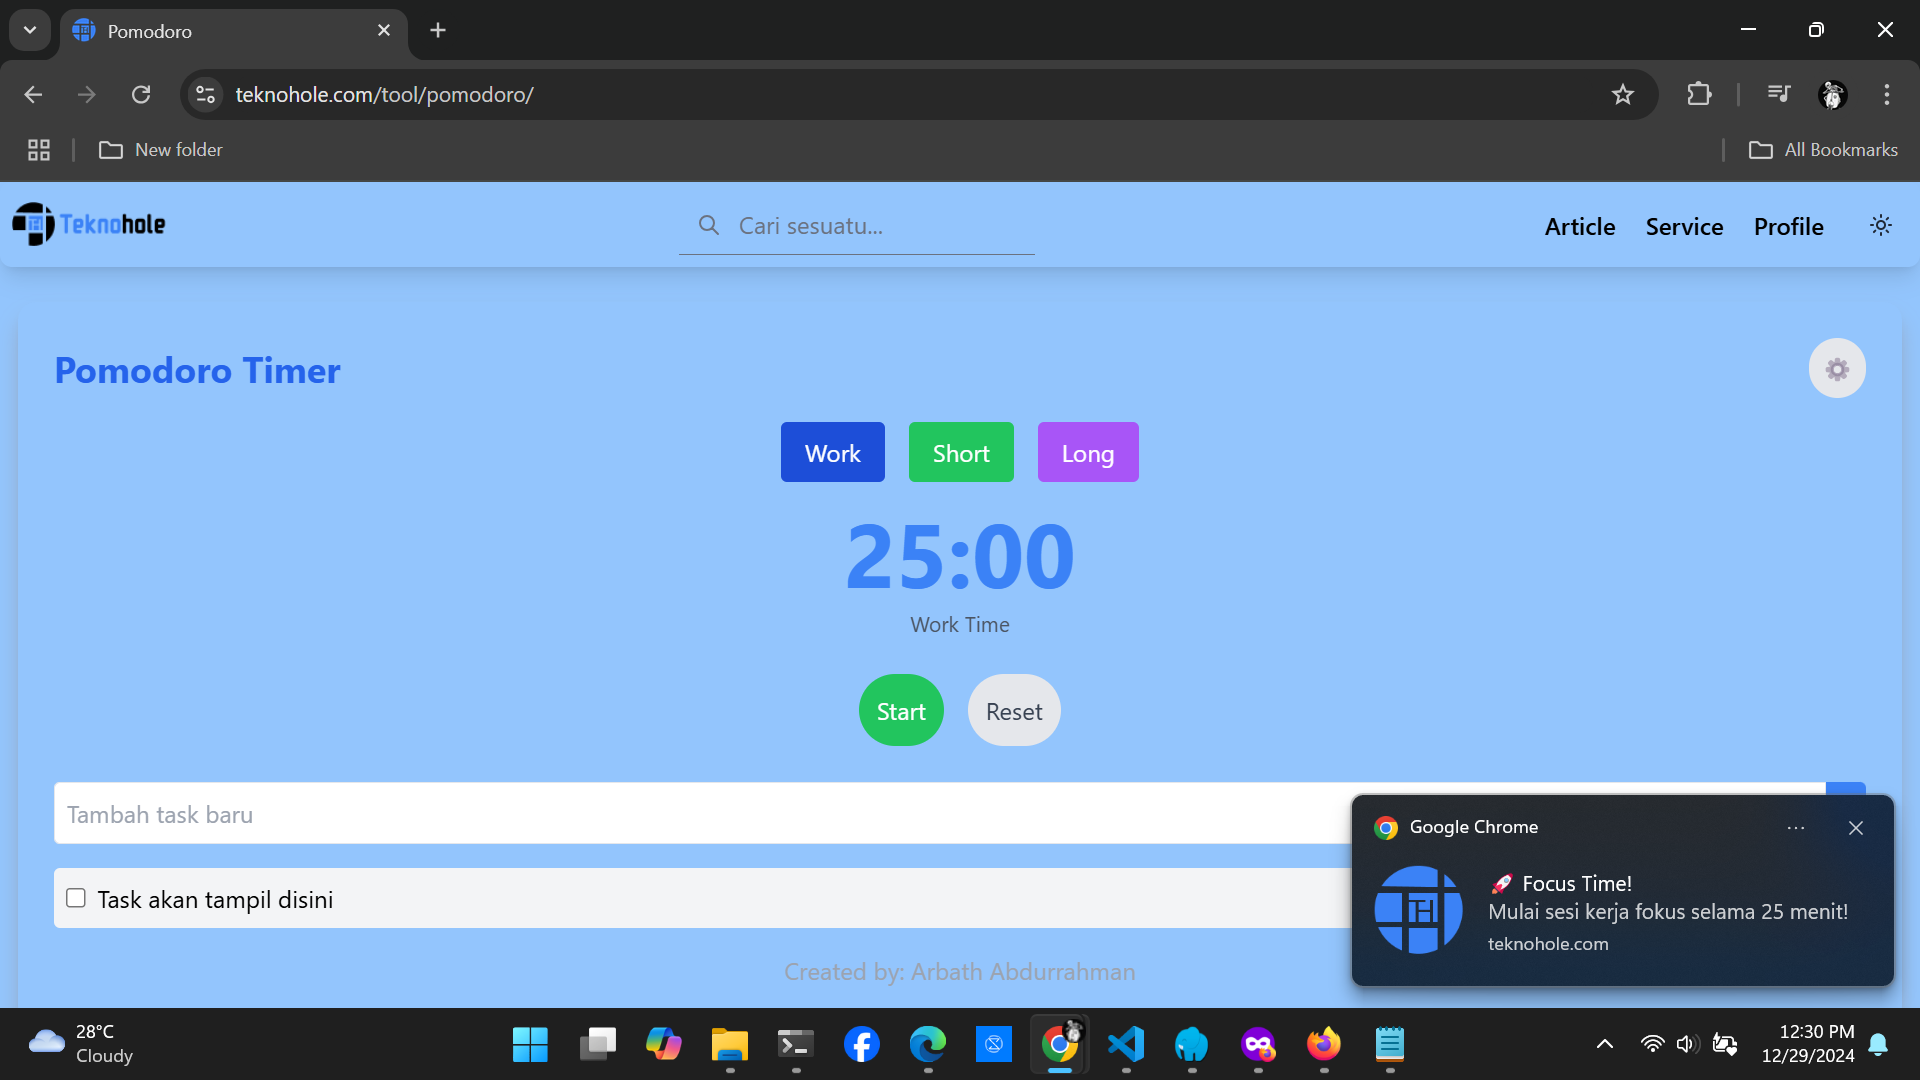 Pomodoro
teknohole.com/tool/pomodoro/
New folder
All Bookmarks
Teknohole
Cari sesuatu...
Article
Service
Profile
Pomodoro Timer
Work
Short
Long
25:00
Work Time
Start
Reset
Tambah task baru
Task akan tampil disini
Created by: Arbath Abdurrahman
Google Chrome
🚀 Focus Time!
Mulai sesi kerja fokus selama 25 menit!
teknohole.com
TH
28°C
Cloudy
12:30 PM
12/29/2024